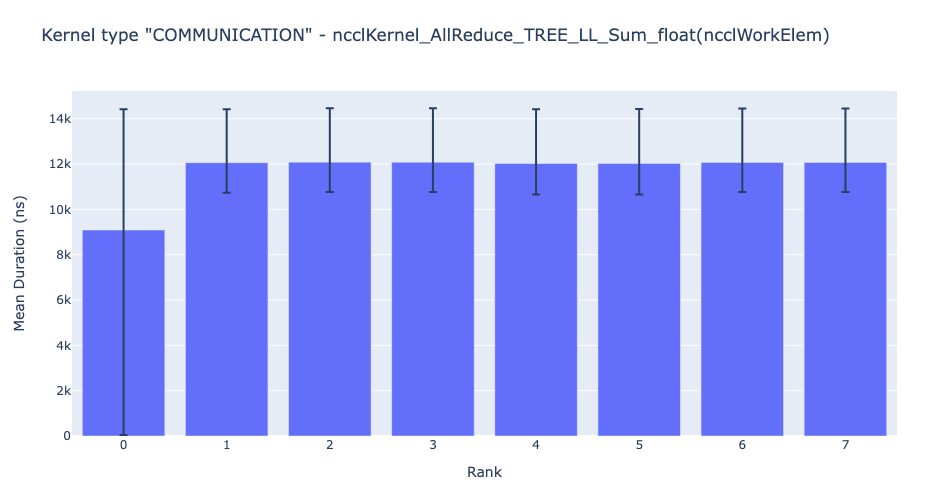 Kernel type "COMMUNICATION" - ncclKernel_AllReduce_TREE_LL_Sum_float(ncclWorkElem)
Mean Duration (ns)
14k
12k
10k
8k
6k
4k
2k
0
0 1 2 3 4 5 6 7
Rank